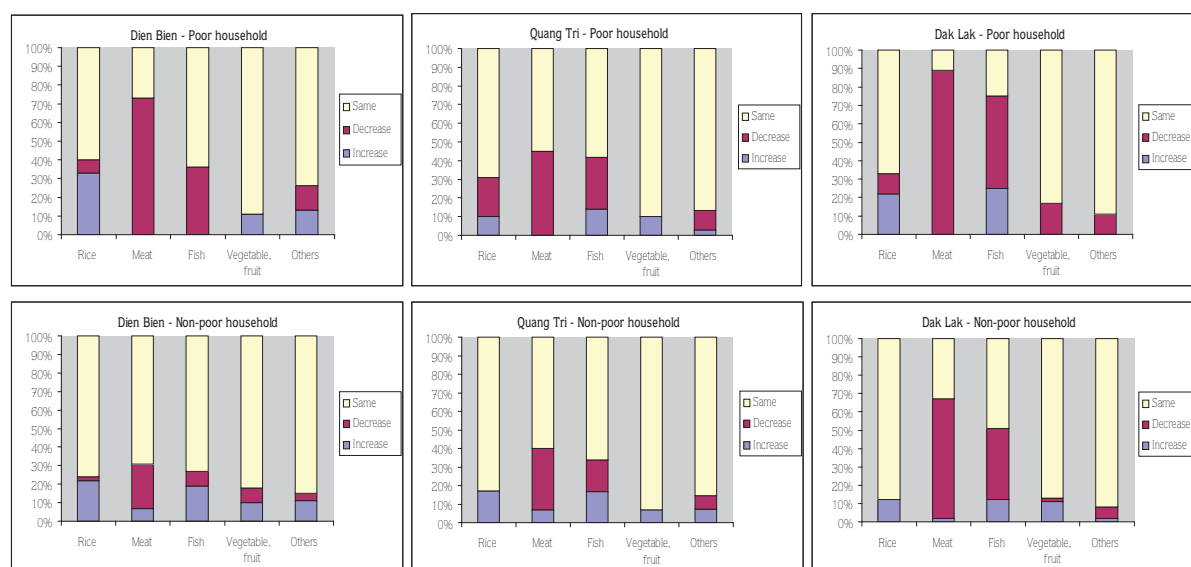 Dien Bien - Poor household
100%
90%
80%
70%
60%
50%
40%
30%
20%
10%
0%
Rice
Meat
Fish
Vegetable,
fruit
Others
Same
Decrease
Increase
Quang Tri - Poor household
100%
90%
80%
70%
60%
50%
40%
30%
20%
10%
0%
Rice
Meat
Fish
Vegetable,
fruit
Others
Same
Decrease
Increase
Dak Lak - Poor household
100%
90%
80%
70%
60%
50%
40%
30%
20%
10%
0%
Rice
Meat
Fish
Vegetable,
fruit
Others
Same
Decrease
Increase
Dien Bien - Non-poor household
100%
90%
80%
70%
60%
50%
40%
30%
20%
10%
0%
Rice
Meat
Fish
Vegetable,
fruit
Others
Same
Decrease
Increase
Quang Tri - Non-poor household
100%
90%
80%
70%
60%
50%
40%
30%
20%
10%
0%
Rice
Meat
Fish
Vegetable,
fruit
Others
Same
Decrease
Increase
Dak Lak - Non-poor household
100%
90%
80%
70%
60%
50%
40%
30%
20%
10%
0%
Rice
Meat
Fish
Vegetable,
fruit
Others
Same
Decrease
Increase